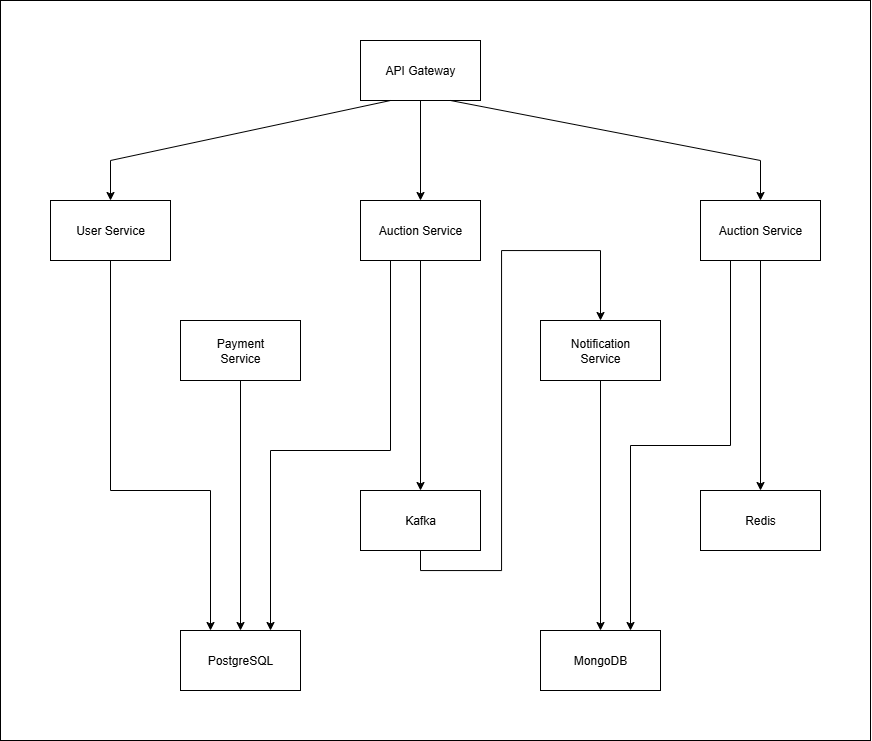 API Gateway
User Service
Auction Service
Auction Service
Payment
Service
Notification
Service
Kafka
Redis
PostgreSQL
MongoDB